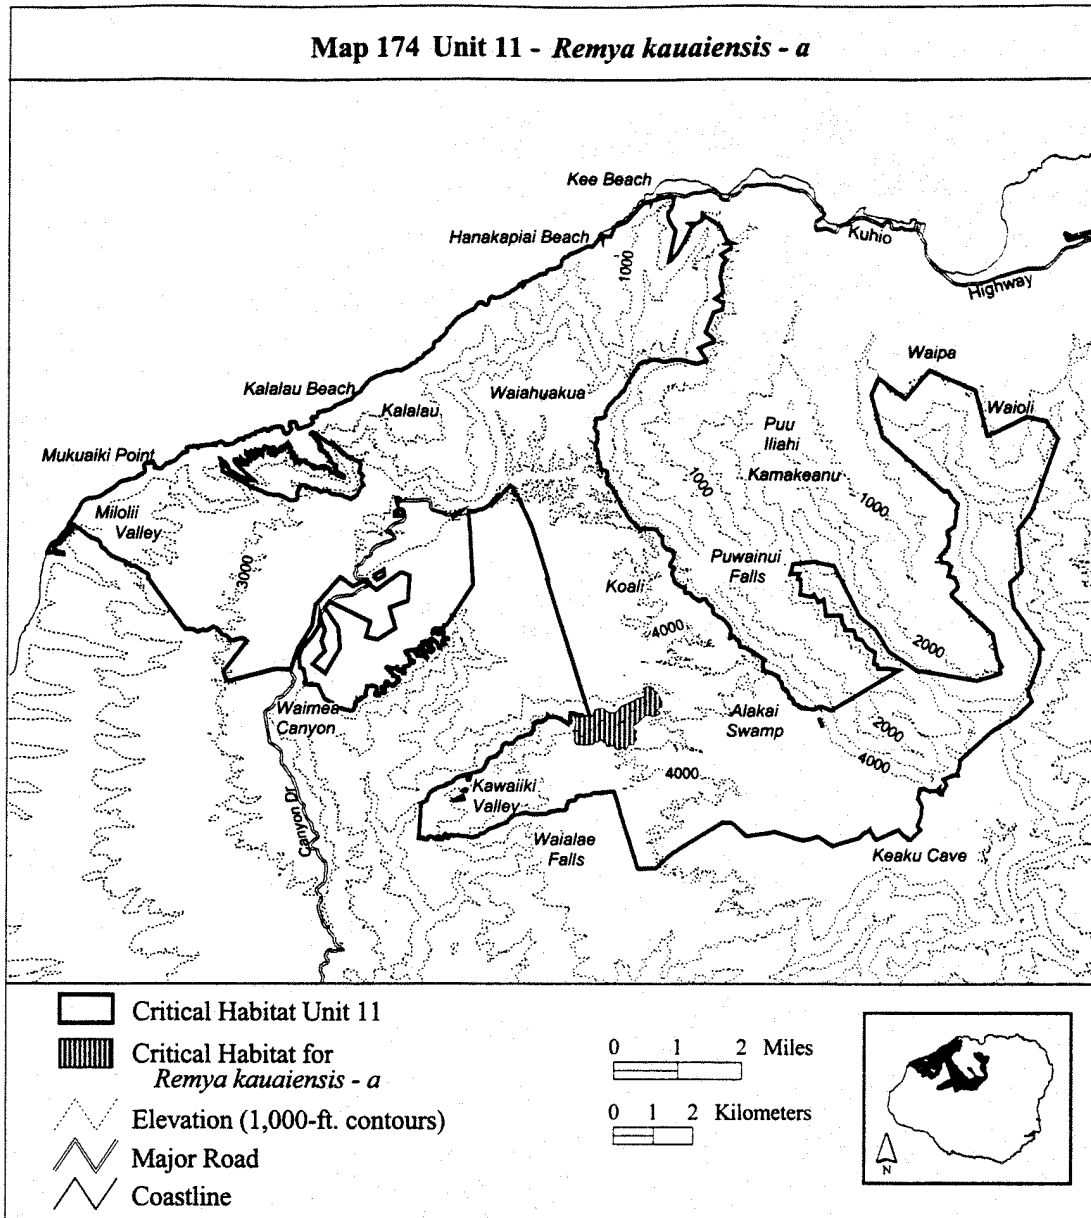 Map 174 Unit 11 - Remya kauaiensis - a
Kee Beach
Hanakapiai Beach
Kuhio
Highway
1000
Waipa
Kalalau Beach
Kalalau
Waiahuakua
Waioli
Puu
Iliahi
Mukuaiki Point
Kamakeanu
1000
1000
Milolii
Valley
3000
Puwainui
Falls
Koali
4000
2000
Waimea
Canyon
Alakai
Swamp
2000
4000
4000
Kawaiiki
Valley
Canyon Dr
Waialae
Falls
Keaku Cave
Critical Habitat Unit 11
Critical Habitat for
Remya kauaiensis - a
Elevation (1,000-ft. contours)
Major Road
Coastline
0 1 2 Miles
0 1 2 Kilometers
N